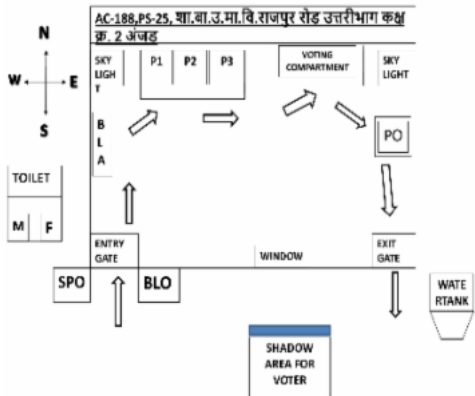 AC-188,PS-25, शा.बा.उ.मा.वि.राजपुर रोड़ उत्तरीभाग कक्ष
क्र. 2 अंजड़
N
W E
S
SKY
LIGH
T
P1 P2 P3
VOTING
COMPARTMENT
SKY
LIGHT
B
L
A
PO
TOILET
M F
ENTRY
GATE
WINDOW
EXIT
GATE
SPO
BLO
WATE
RTANK
SHADOW
AREA FOR
VOTER